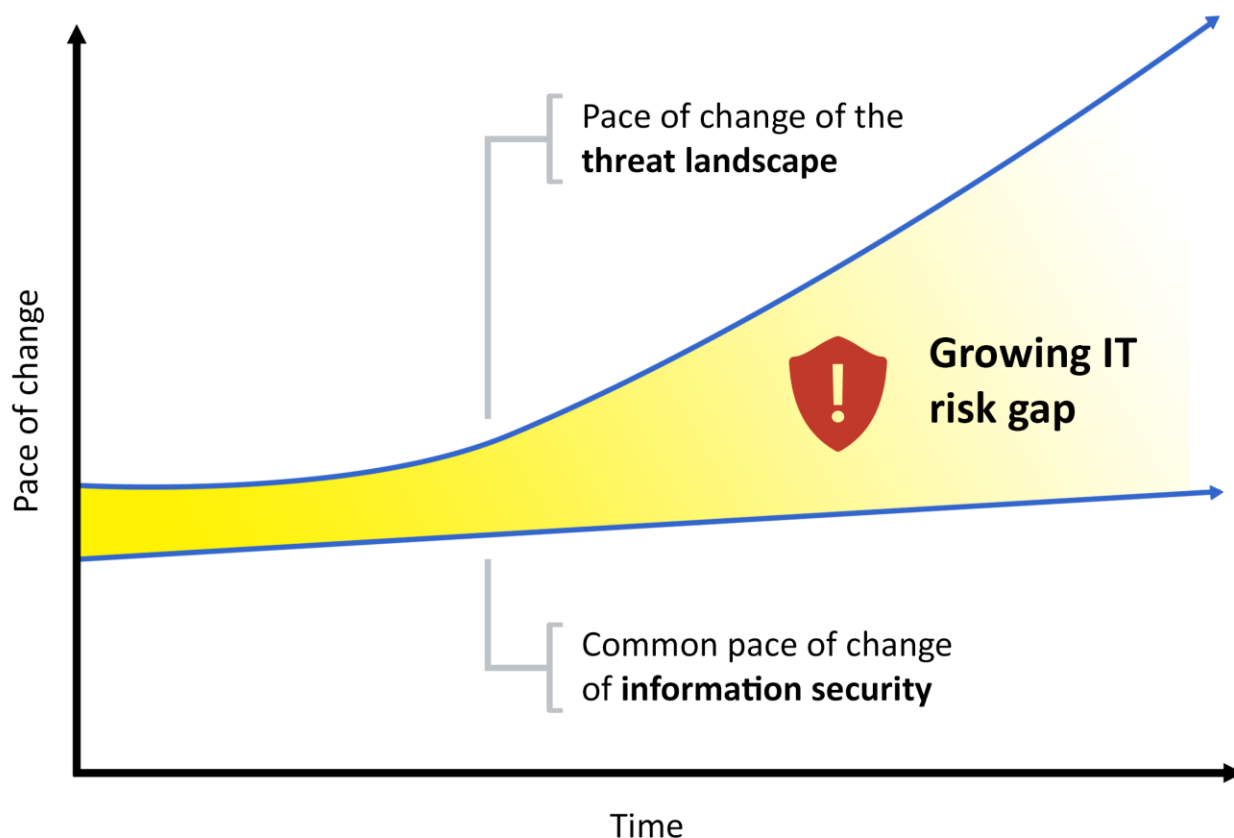 Pace of change of the
threat landscape
Pace of change
Growing IT
risk gap
Common pace of change
of information security
Time